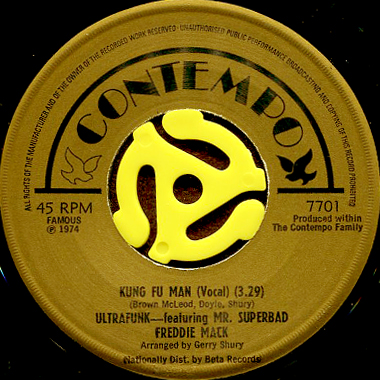 ALL RIGHTS OF THE MANUFACTURER AND OF THE OWNER OF THE RECORDED WORK RESERVED. UNAUTHORISED PUBLIC PERFORMANCE BROADCASTING AND COPYING OF THIS RECORD PROHIBITED
CONTEMPO
45 RPM
FAMOUS
℗ 1974
7701
Produced within
The Contempo Family
KUNG FU MAN (Vocal) (3.29)
(Brown McLeod, Doyle, Shury)
ULTRAFUNK—featuring MR. SUPERBAD
FREDDIE MACK
Arranged by Gerry Shury
(Nationally Dist. by Beta Records)